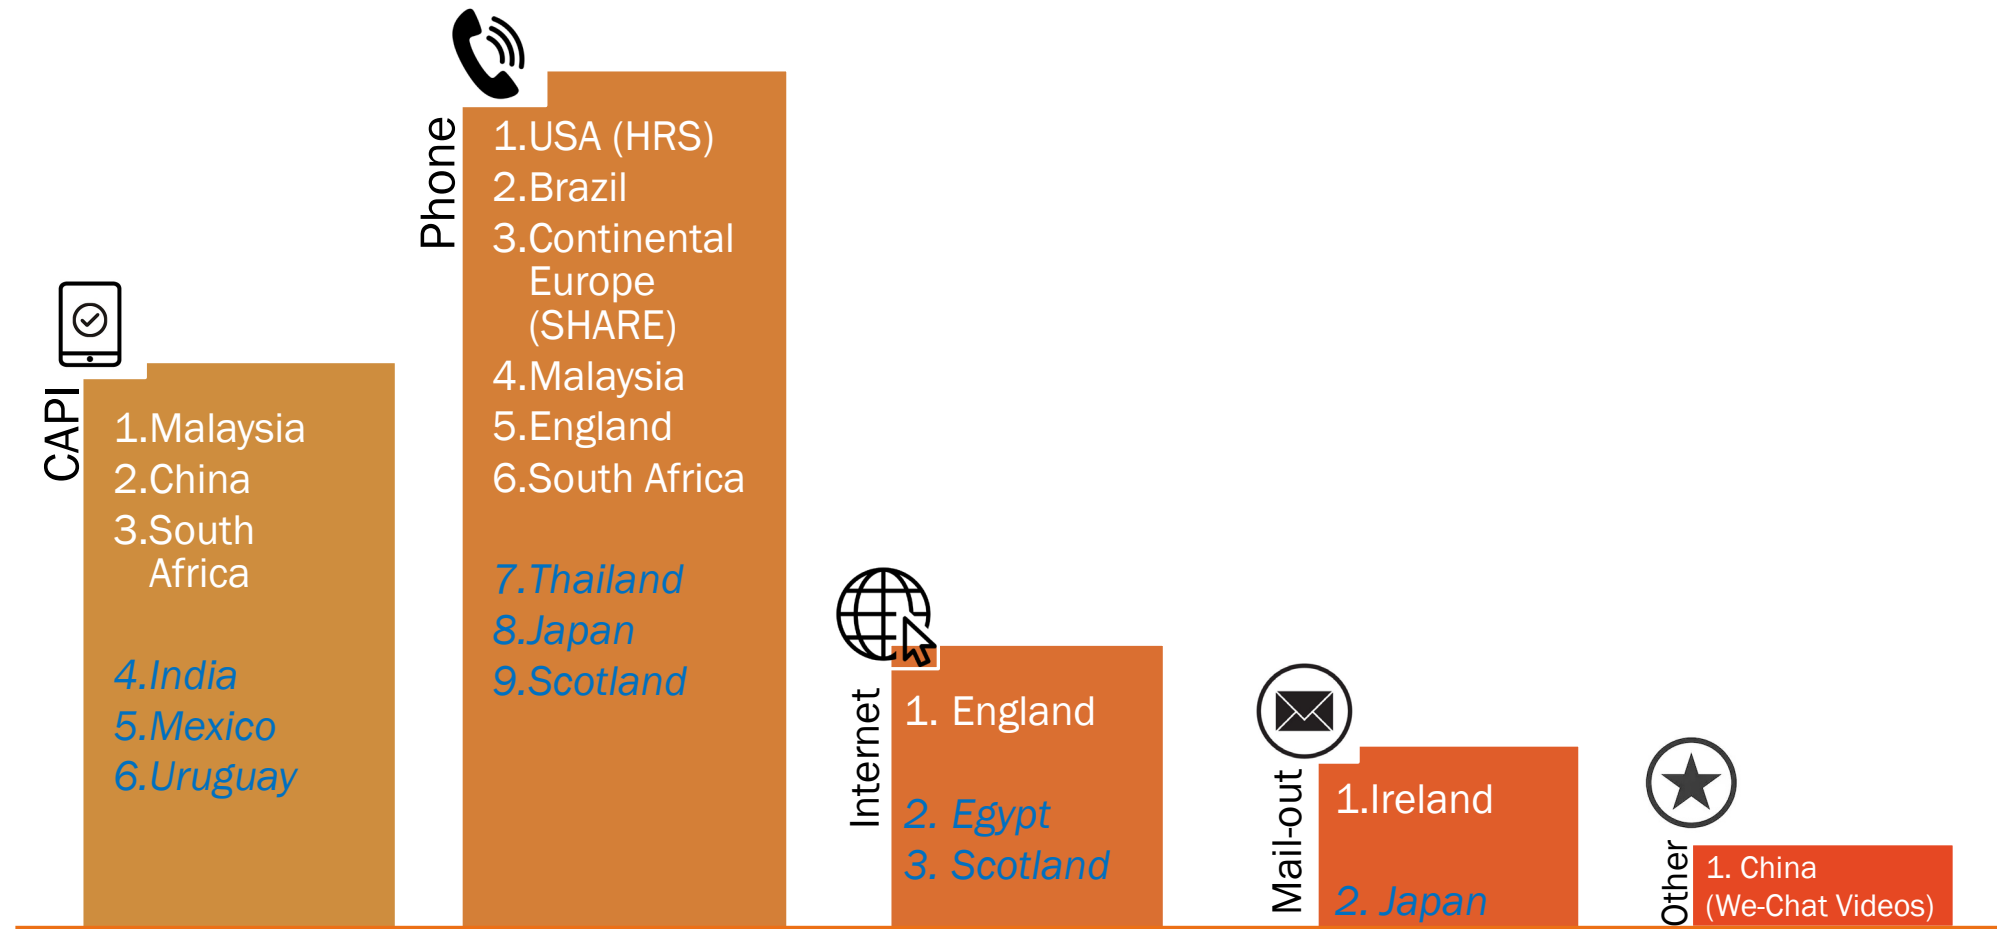 CAPI
1.Malaysia
2.China
3.South
Africa
4.India
5.Mexico
6.Uruguay
Phone
1.USA (HRS)
2.Brazil
3.Continental
Europe
(SHARE)
4.Malaysia
5.England
6.South Africa
7.Thailand
8.Japan
9.Scotland
Internet
1. England
2. Egypt
3. Scotland
Mail-out
1.Ireland
2. Japan
Other
1. China
(We-Chat Videos)